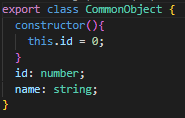 export class CommonObject {
  constructor(){
    this.id = 0;
  }
  id: number;
  name: string;
}